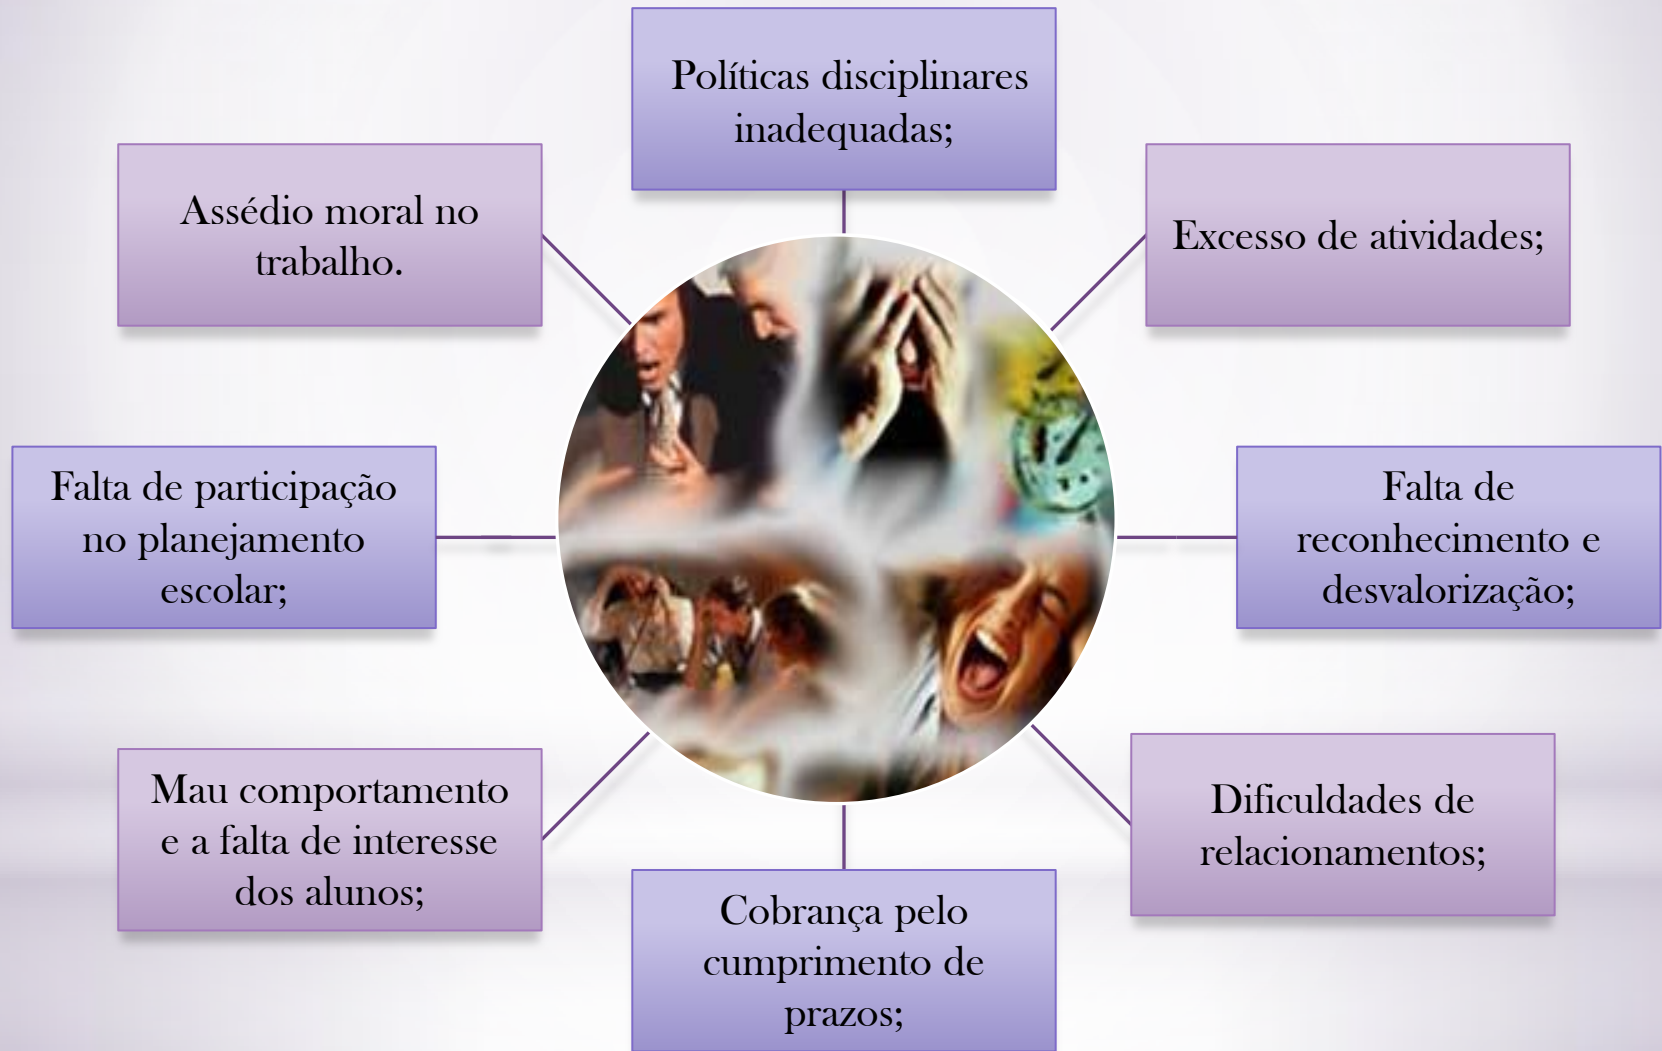 Políticas disciplinares
inadequadas;
Excesso de atividades;
Falta de
reconhecimento e
desvalorização;
Dificuldades de
relacionamentos;
Cobrança pelo
cumprimento de
prazos;
Mau comportamento
e a falta de interesse
dos alunos;
Falta de participação
no planejamento
escolar;
Assédio moral no
trabalho.